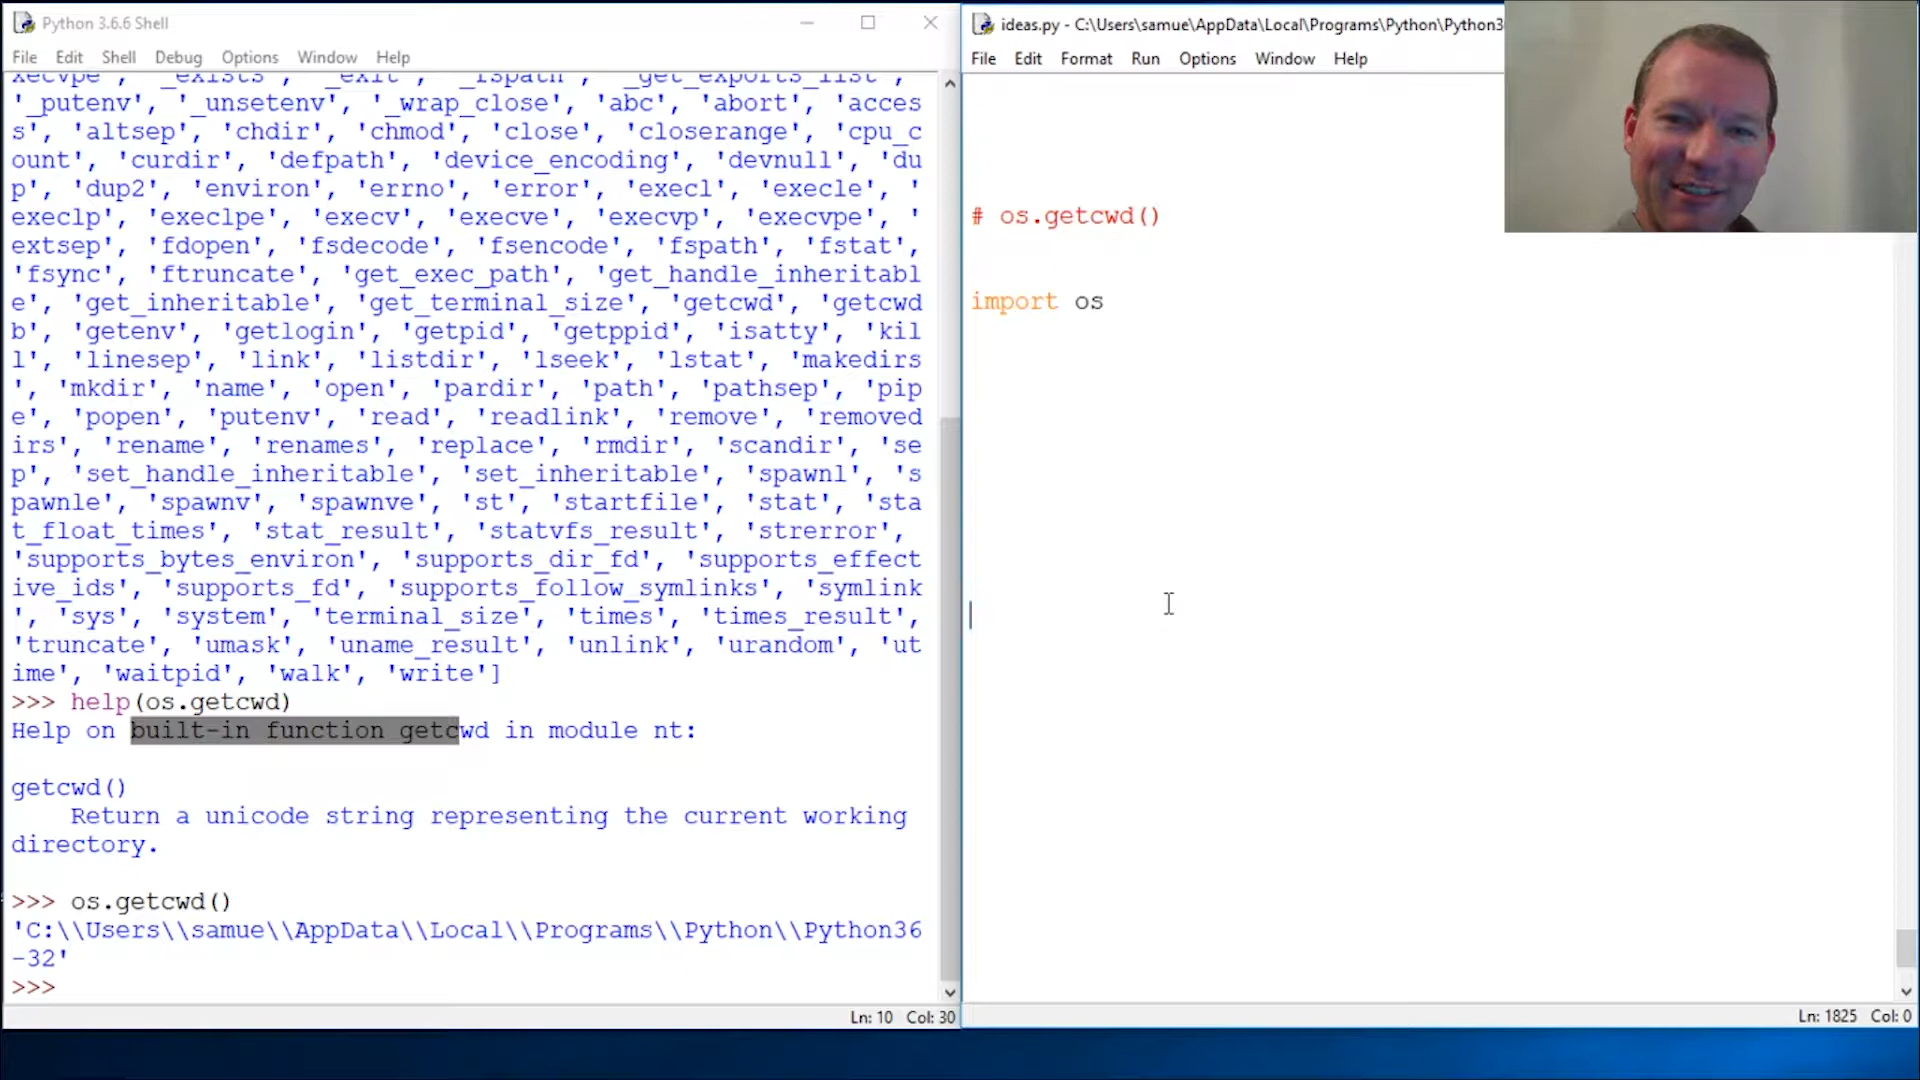 Python 3.6.6 Shell
File Edit Shell Debug Options Window Help
xecvpe', '_exists', '_exit', '_fspath', '_get_exports_list',
'_putenv', '_unsetenv', '_wrap_close', 'abc', 'abort', 'acces
s', 'altsep', 'chdir', 'chmod', 'close', 'closerange', 'cpu_c
ount', 'curdir', 'defpath', 'device_encoding', 'devnull', 'du
p', 'dup2', 'environ', 'errno', 'error', 'execl', 'execle', '
execlp', 'execlpe', 'execv', 'execve', 'execvp', 'execvpe', '
extsep', 'fdopen', 'fsdecode', 'fsencode', 'fspath', 'fstat',
'fsync', 'ftruncate', 'get_exec_path', 'get_handle_inheritabl
e', 'get_inheritable', 'get_terminal_size', 'getcwd', 'getcwd
b', 'getenv', 'getlogin', 'getpid', 'getppid', 'isatty', 'kil
l', 'linesep', 'link', 'listdir', 'lseek', 'lstat', 'makedirs
', 'mkdir', 'name', 'open', 'pardir', 'path', 'pathsep', 'pip
e', 'popen', 'putenv', 'read', 'readlink', 'remove', 'removed
irs', 'rename', 'renames', 'replace', 'rmdir', 'scandir', 'se
p', 'set_handle_inheritable', 'set_inheritable', 'spawnl', 's
pawnle', 'spawnv', 'spawnve', 'st', 'startfile', 'stat', 'sta
t_float_times', 'stat_result', 'statvfs_result', 'strerror',
'supports_bytes_environ', 'supports_dir_fd', 'supports_effect
ive_ids', 'supports_fd', 'supports_follow_symlinks', 'symlink
', 'sys', 'system', 'terminal_size', 'times', 'times_result',
'truncate', 'umask', 'uname_result', 'unlink', 'urandom', 'ut
ime', 'waitpid', 'walk', 'write']
>>> help(os.getcwd)
Help on built-in function getcwd in module nt:
getcwd()
Return a unicode string representing the current working
directory.
>>> os.getcwd()
'C:\\Users\\samue\\AppData\\Local\\Programs\\Python\\Python36
-32'
>>>
Ln: 10 Col: 30
ideas.py - C:\Users\samue\AppData\Local\Programs\Python\Python3
File Edit Format Run Options Window Help
# os.getcwd()
import os
Ln: 1825 Col: 0